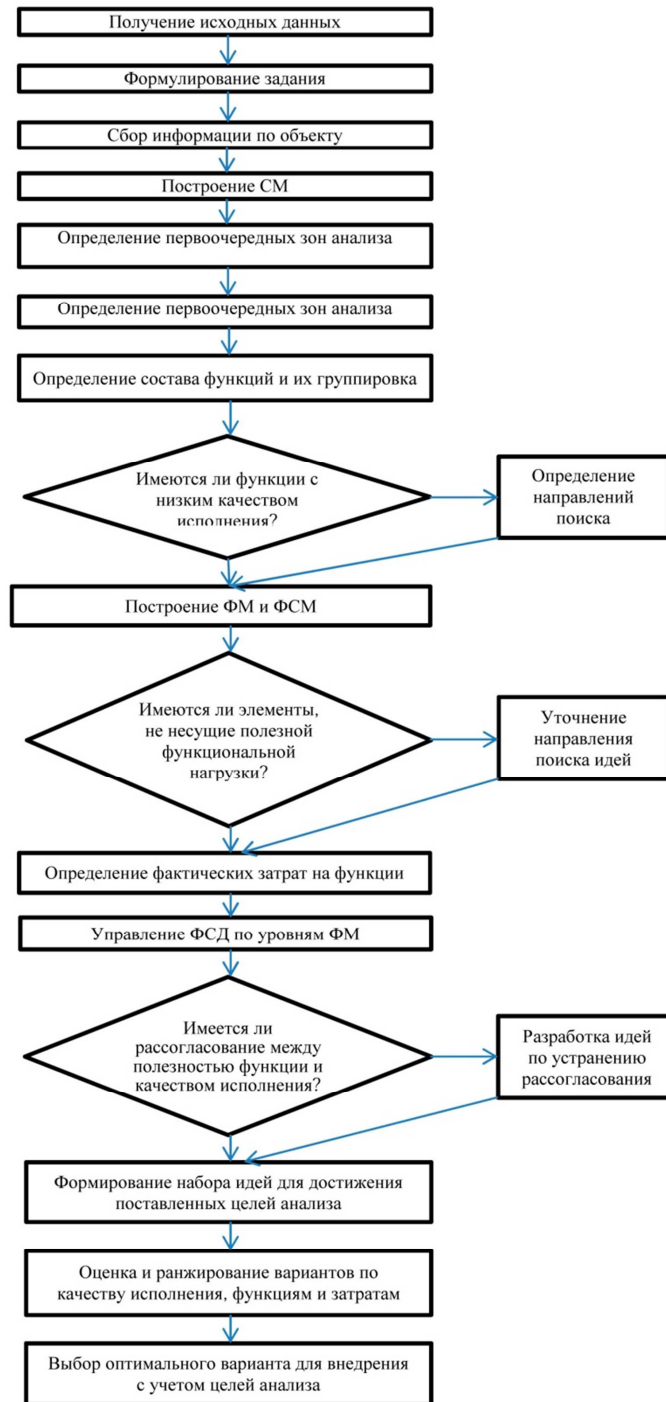 Получение исходных данных
Формулирование задания
Сбор информации по объекту
Построение СМ
Определение первоочередных зон анализа
Определение первоочередных зон анализа
Определение состава функций и их группировка
Имеются ли функции с
низким качеством
исполнения?
Определение
направлений
поиска
Построение ФМ и ФСМ
Имеются ли элементы,
не несущие полезной
функциональной
нагрузки?
Уточнение
направления
поиска идей
Определение фактических затрат на функции
Управление ФСД по уровням ФМ
Имеется ли
рассогласование между
полезностью функции и
качеством исполнения?
Разработка идей
по устранению
рассогласования
Формирование набора идей для достижения
поставленных целей анализа
Оценка и ранжирование вариантов по
качеству исполнения, функциям и затратам
Выбор оптимального варианта для внедрения
с учетом целей анализа